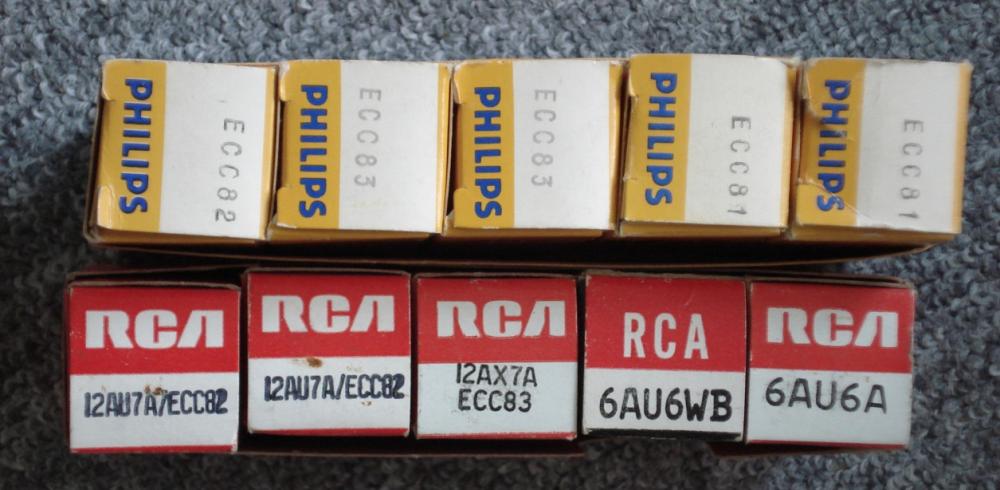 PHILIPS
ECC82
PHILIPS
ECC83
PHILIPS
ECC83
PHILIPS
ECC81
PHILIPS
ECC81
RCA
12AU7A/ECC82
RCA
12AU7A/ECC82
RCA
12AX7A
ECC83
RCA
6AU6WB
RCA
6AU6A